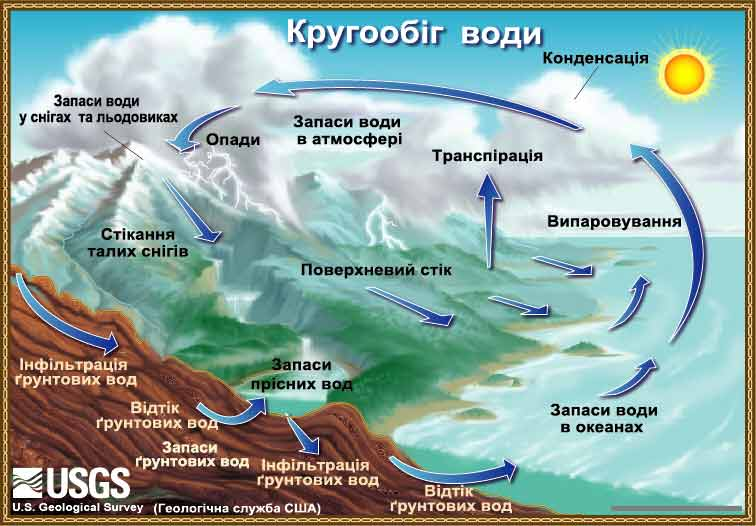 Кругообіг води
Конденсація
Запаси води
у снігах та льодовиках
Опади
Запаси води
в атмосфері
Транспірація
Випаровування
Стікання
талих снігів
Поверхневий стік
Інфільтрація
ґрунтових вод
Запаси
прісних вод
Відтік
ґрунтових вод
Запаси води
в океанах
Запаси
ґрунтових вод
Інфільтрація
ґрунтових вод
Відтік
ґрунтових вод
USGS
U.S. Geological Survey (Геологічна служба США)